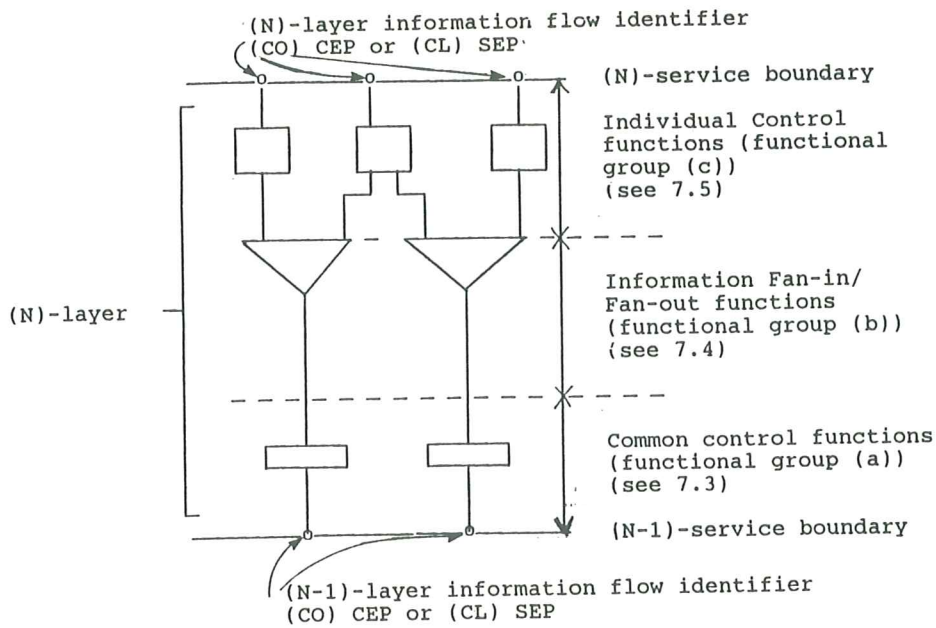 (N)-layer information flow identifier
(CO) CEP or (CL) SEP
(N)-service boundary
Individual Control
functions (functional
group (c))
(see 7.5)
(N)-layer
Information Fan-in/
Fan-out functions
(functional group (b))
(see 7.4)
Common control functions
(functional group (a))
(see 7.3)
(N-1)-service boundary
(N-1)-layer information flow identifier
(CO) CEP or (CL) SEP